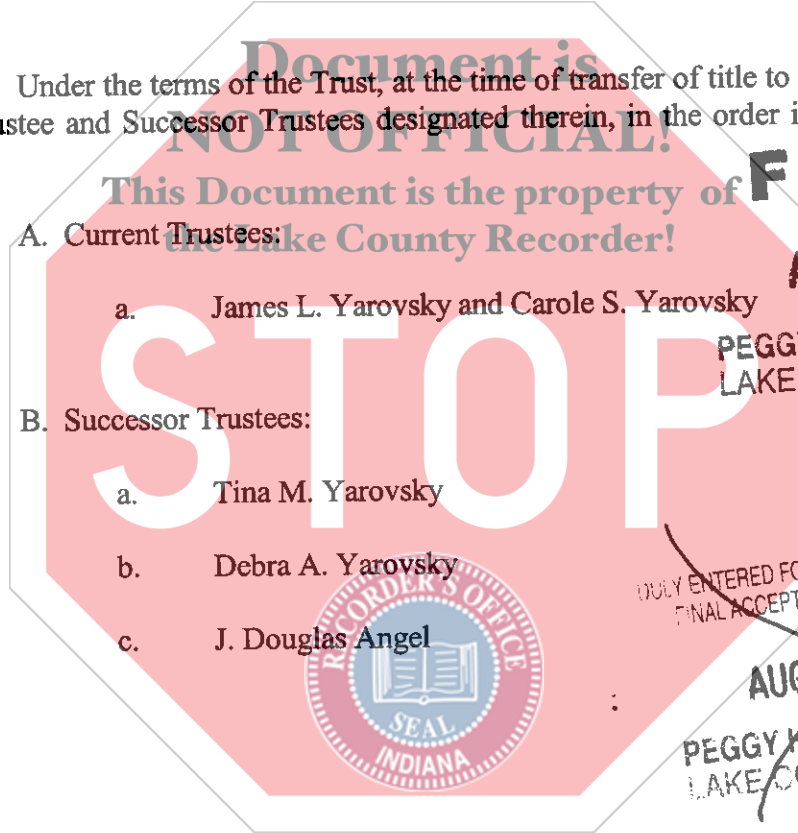 Document is
Under the terms of the Trust, at the time of transfer of title to
NOT OFFICIAL!
ustee and Successor Trustees designated therein, in the order i
This Document is the property of
F
the Lake County Recorder!
A. Current Trustees:
a. James L. Yarovsky and Carole S. Yarovsky
PEGG
LAKE
STOP
B. Successor Trustees:
a. Tina M. Yarovsky
b. Debra A. Yarovsky
DULY ENTERED FO
FINAL ACCEPT
c. J. Douglas Angel
RECORDER'S OFFICE
SEAL
INDIANA
:
AUG
PEGGY
LAKE CO